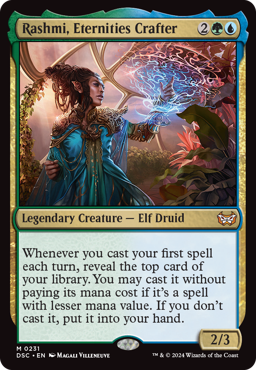 Rashmi, Eternities Crafter 2
Legendary Creature — Elf Druid
Whenever you cast your first spell
each turn, reveal the top card of
your library. You may cast it without
paying its mana cost if it's a spell
with lesser mana value. If you don't
cast it, put it into your hand.
2/3
M 0231
DSC • EN Magali Villeneuve
™ & © 2024 Wizards of the Coast